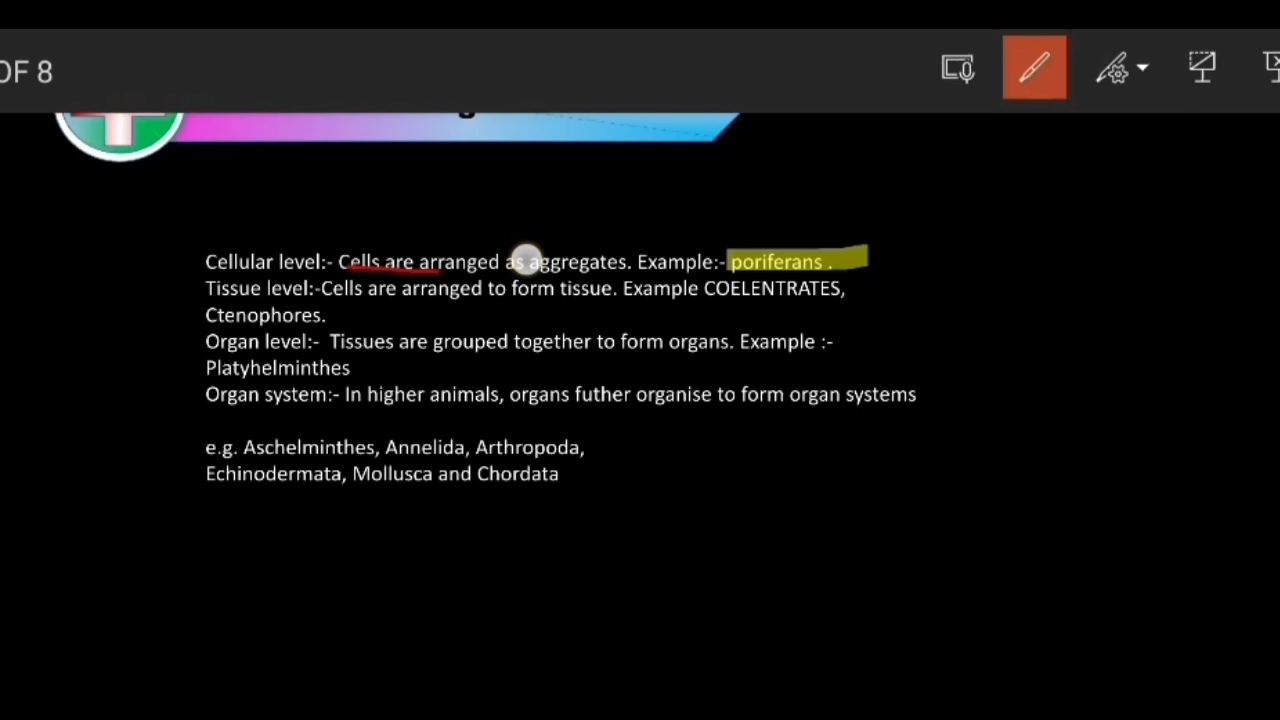 OF 8
Cellular level:- Cells are arranged as aggregates. Example:- poriferans .
Tissue level:-Cells are arranged to form tissue. Example COELENTRATES,
Ctenophores.
Organ level:-  Tissues are grouped together to form organs. Example :-
Platyhelminthes
Organ system:- In higher animals, organs futher organise to form organ systems
e.g. Aschelminthes, Annelida, Arthropoda,
Echinodermata, Mollusca and Chordata